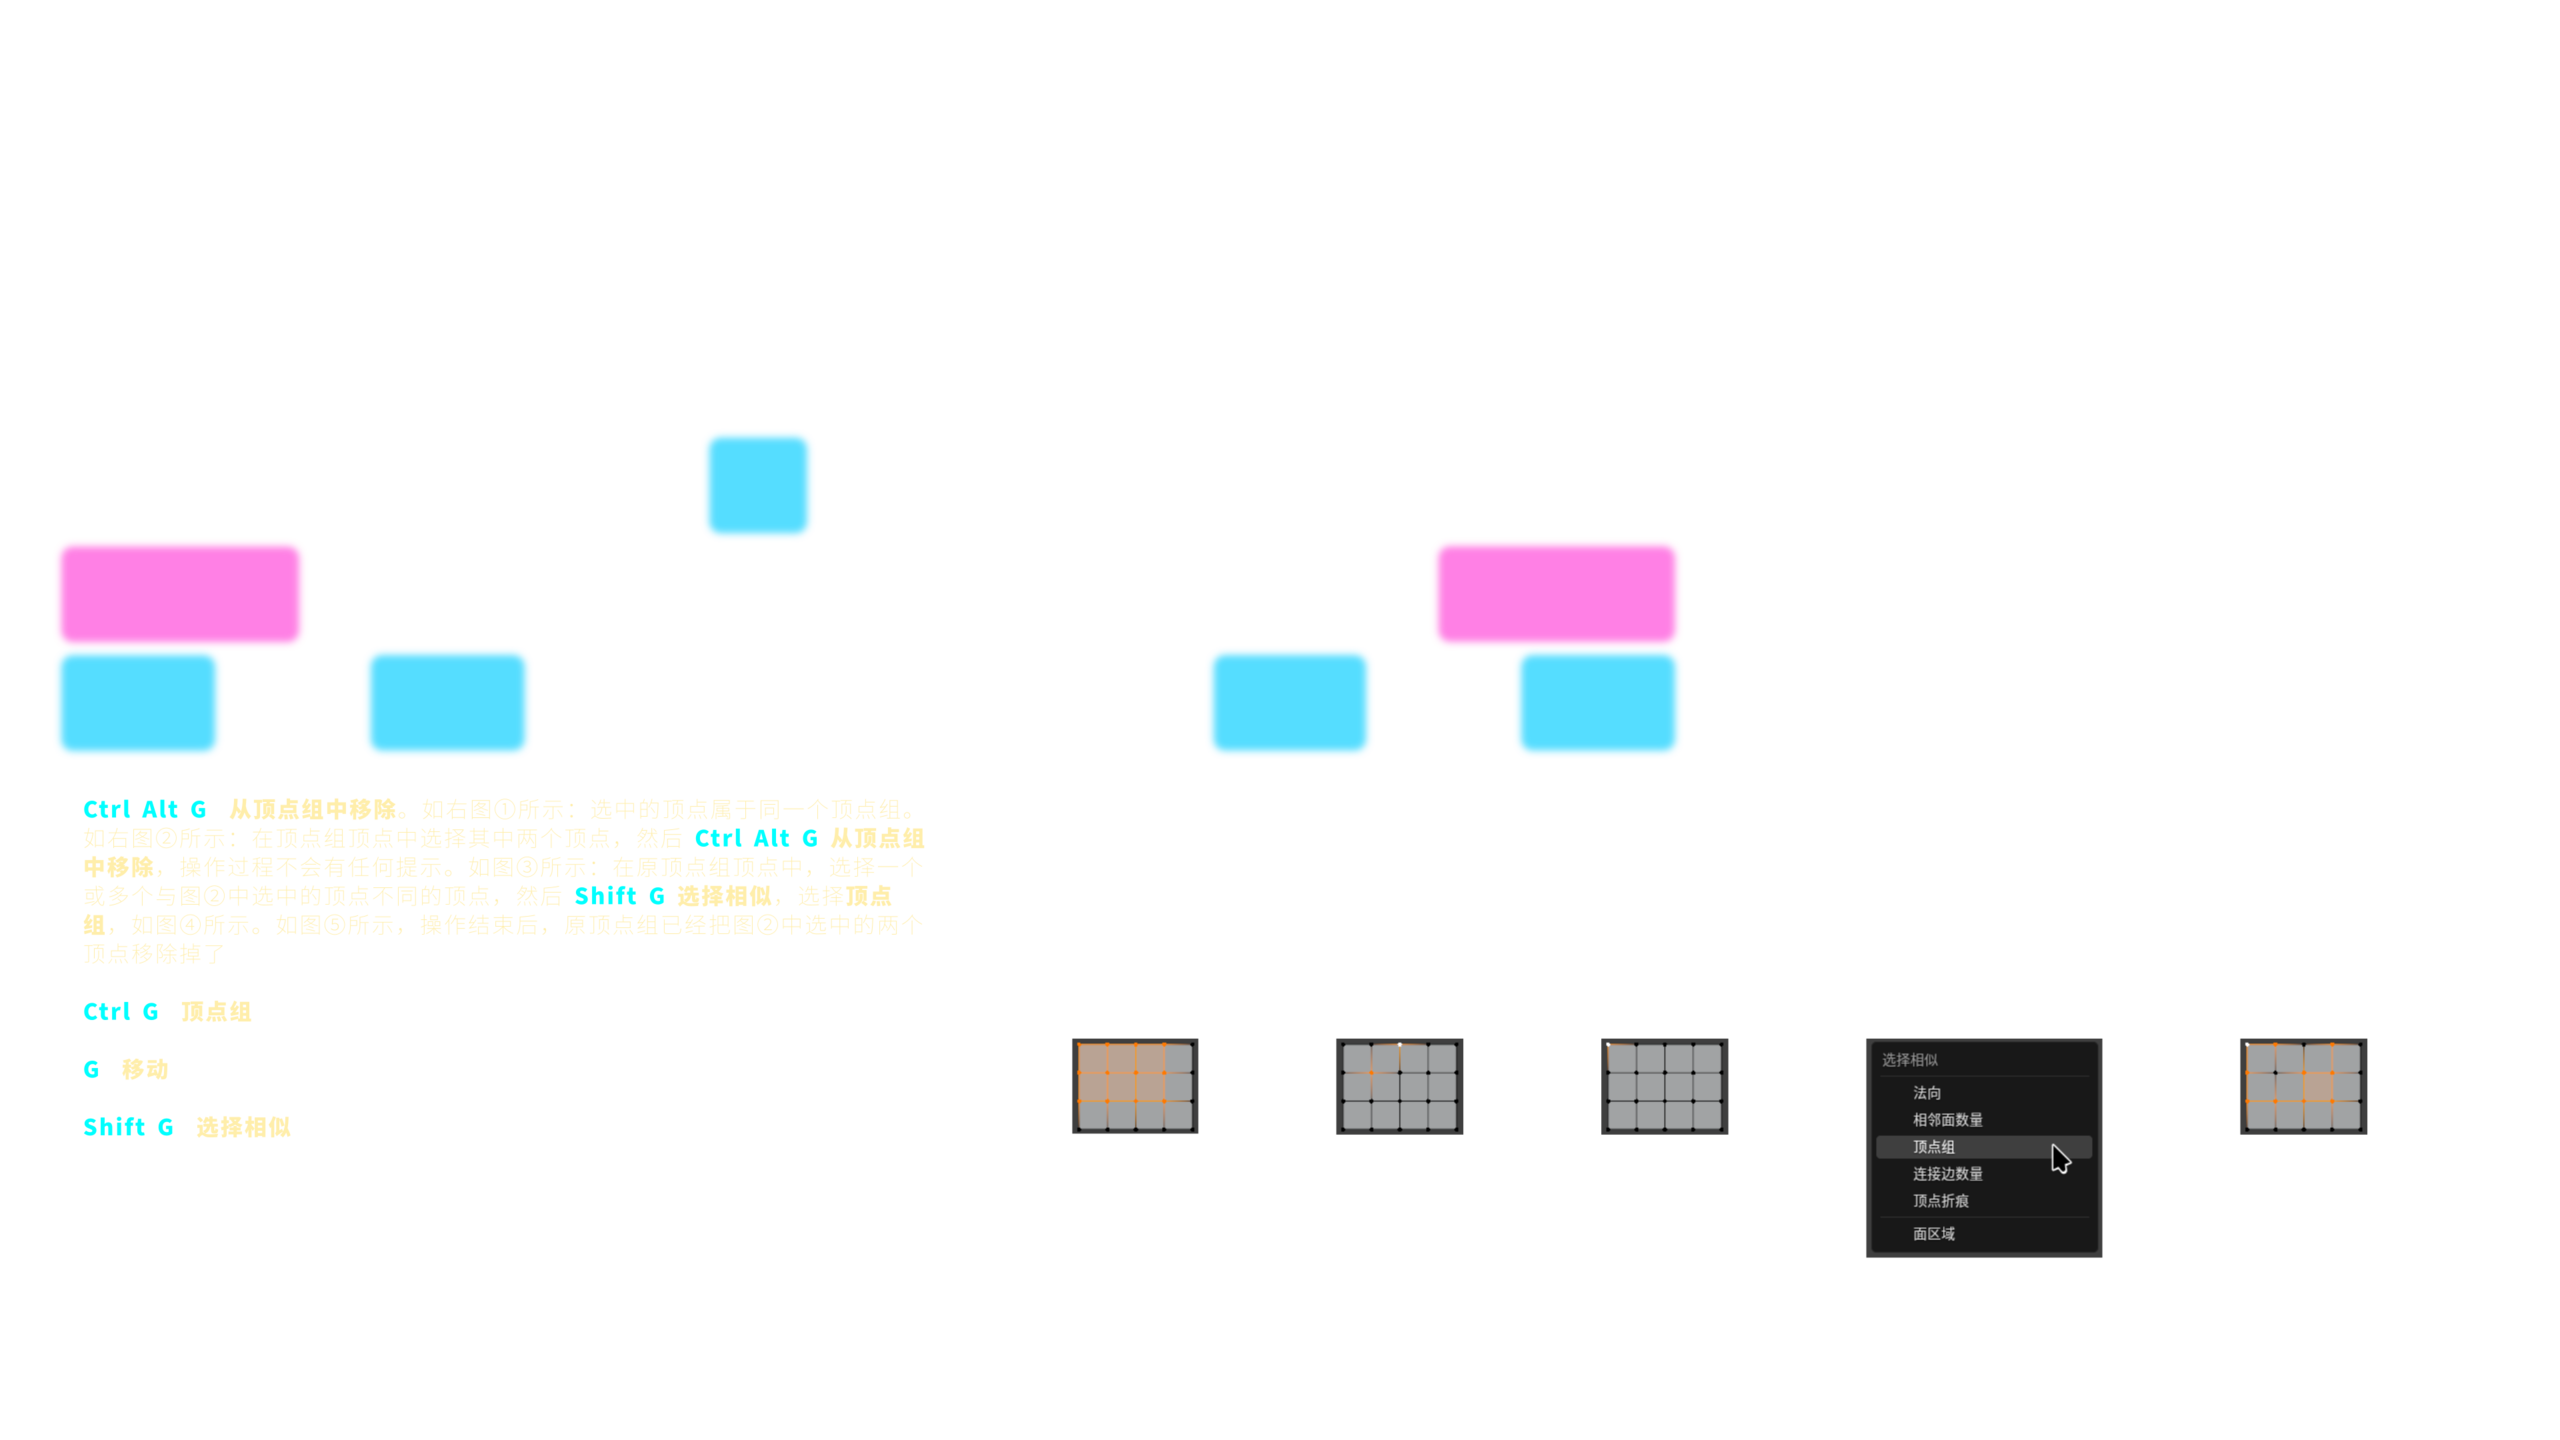 Ctrl Alt G 从顶点组中移除。如右图①所示：选中的顶点属于同一个顶点组。
如右图②所示：在顶点组顶点中选择其中两个顶点，然后 Ctrl Alt G 从顶点组
中移除，操作过程不会有任何提示。如图③所示：在原顶点组顶点中，选择一个
或多个与图②中选中的顶点不同的顶点，然后 Shift G 选择相似，选择顶点
组，如图④所示。如图⑤所示，操作结束后，原顶点组已经把图②中选中的两个
顶点移除掉了
Ctrl G 顶点组
G 移动
Shift G 选择相似
选择相似
法向
相邻面数量
顶点组
连接边数量
顶点折痕
面区域